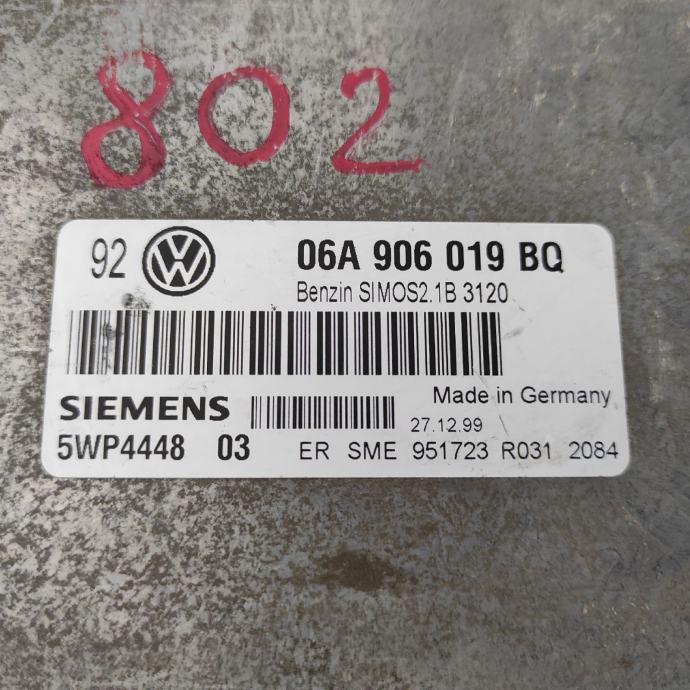 802
92 VW 06A 906 019 BQ
Benzin SIMOS2.1B 3120
Made in Germany
SIEMENS 27.12.99
5WP4448 03 ER SME 951723 R031 2084